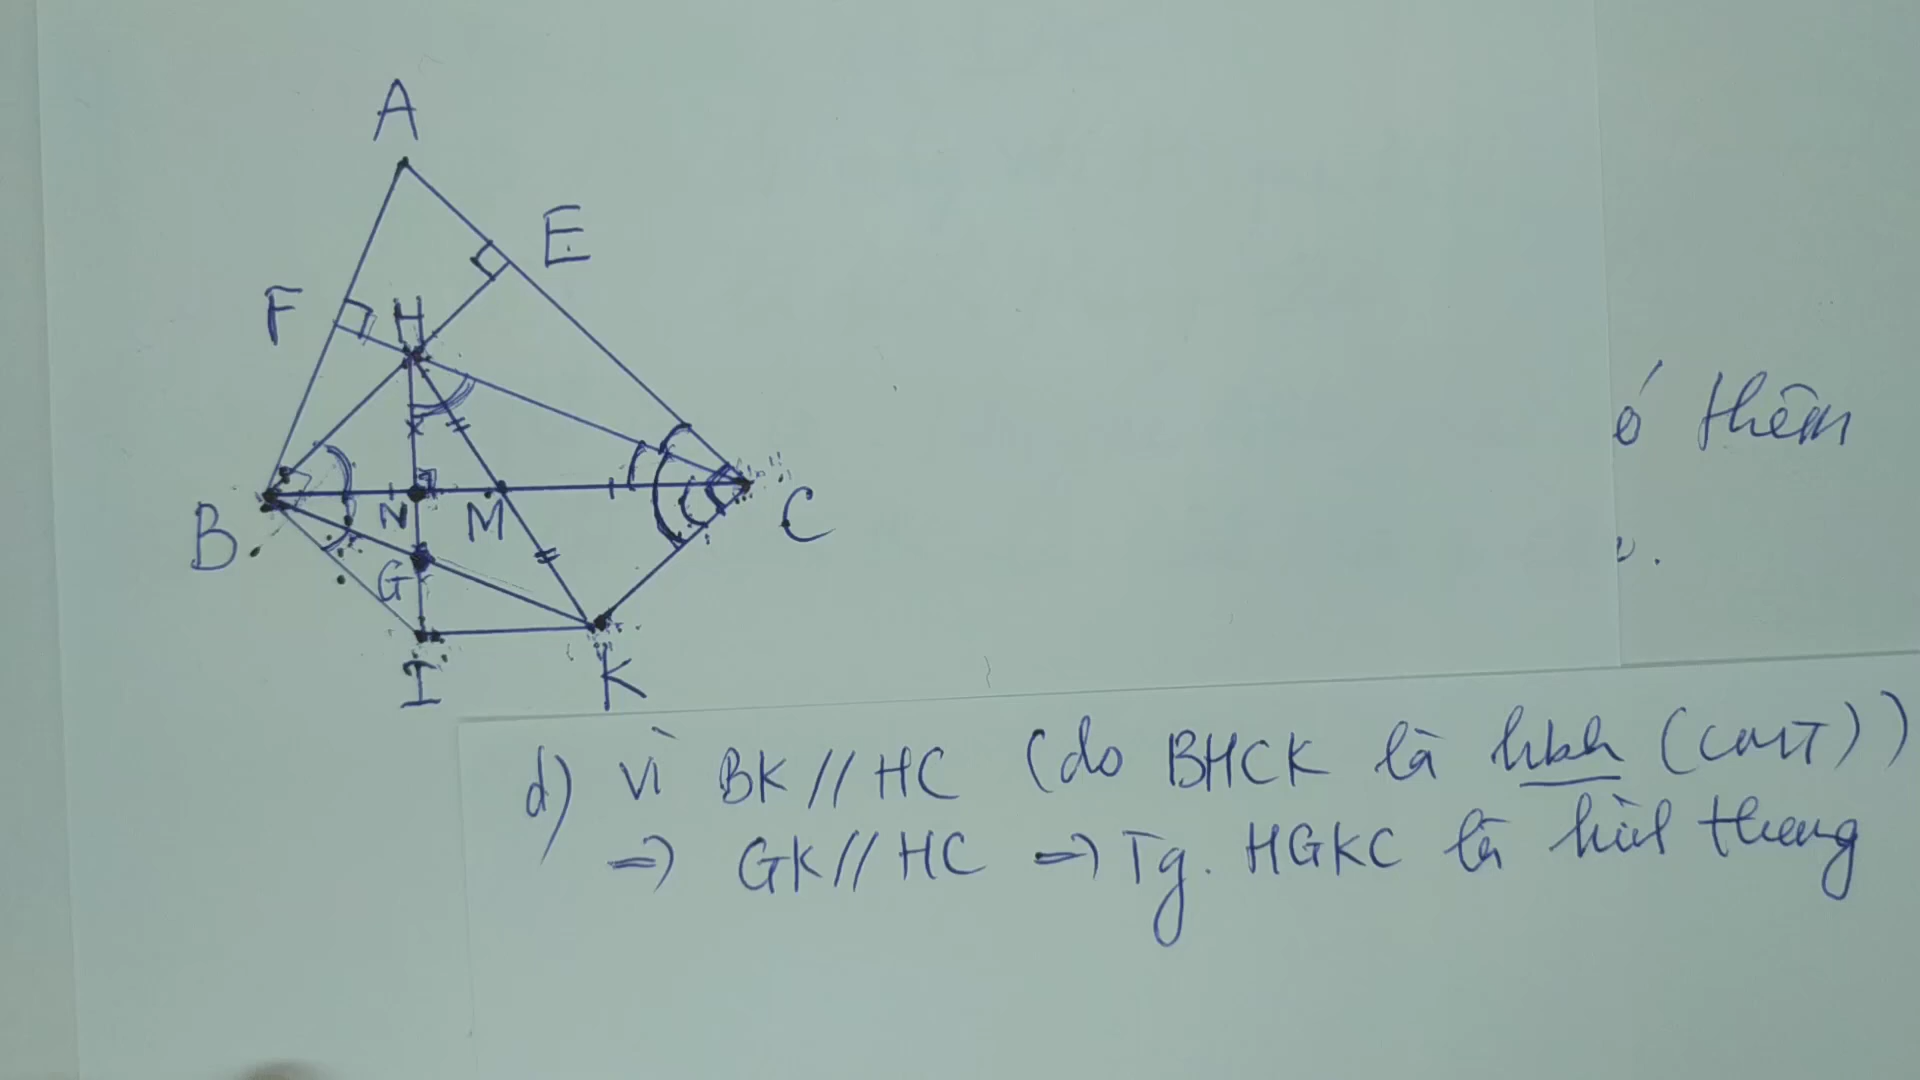 A
E
F
H
B
N
M
C
G
I
K
ó thêm
d) Vì BK // HC (do BHCK là hbh (CMT))
=> GK // HC => Tg. HGKC là hình thang